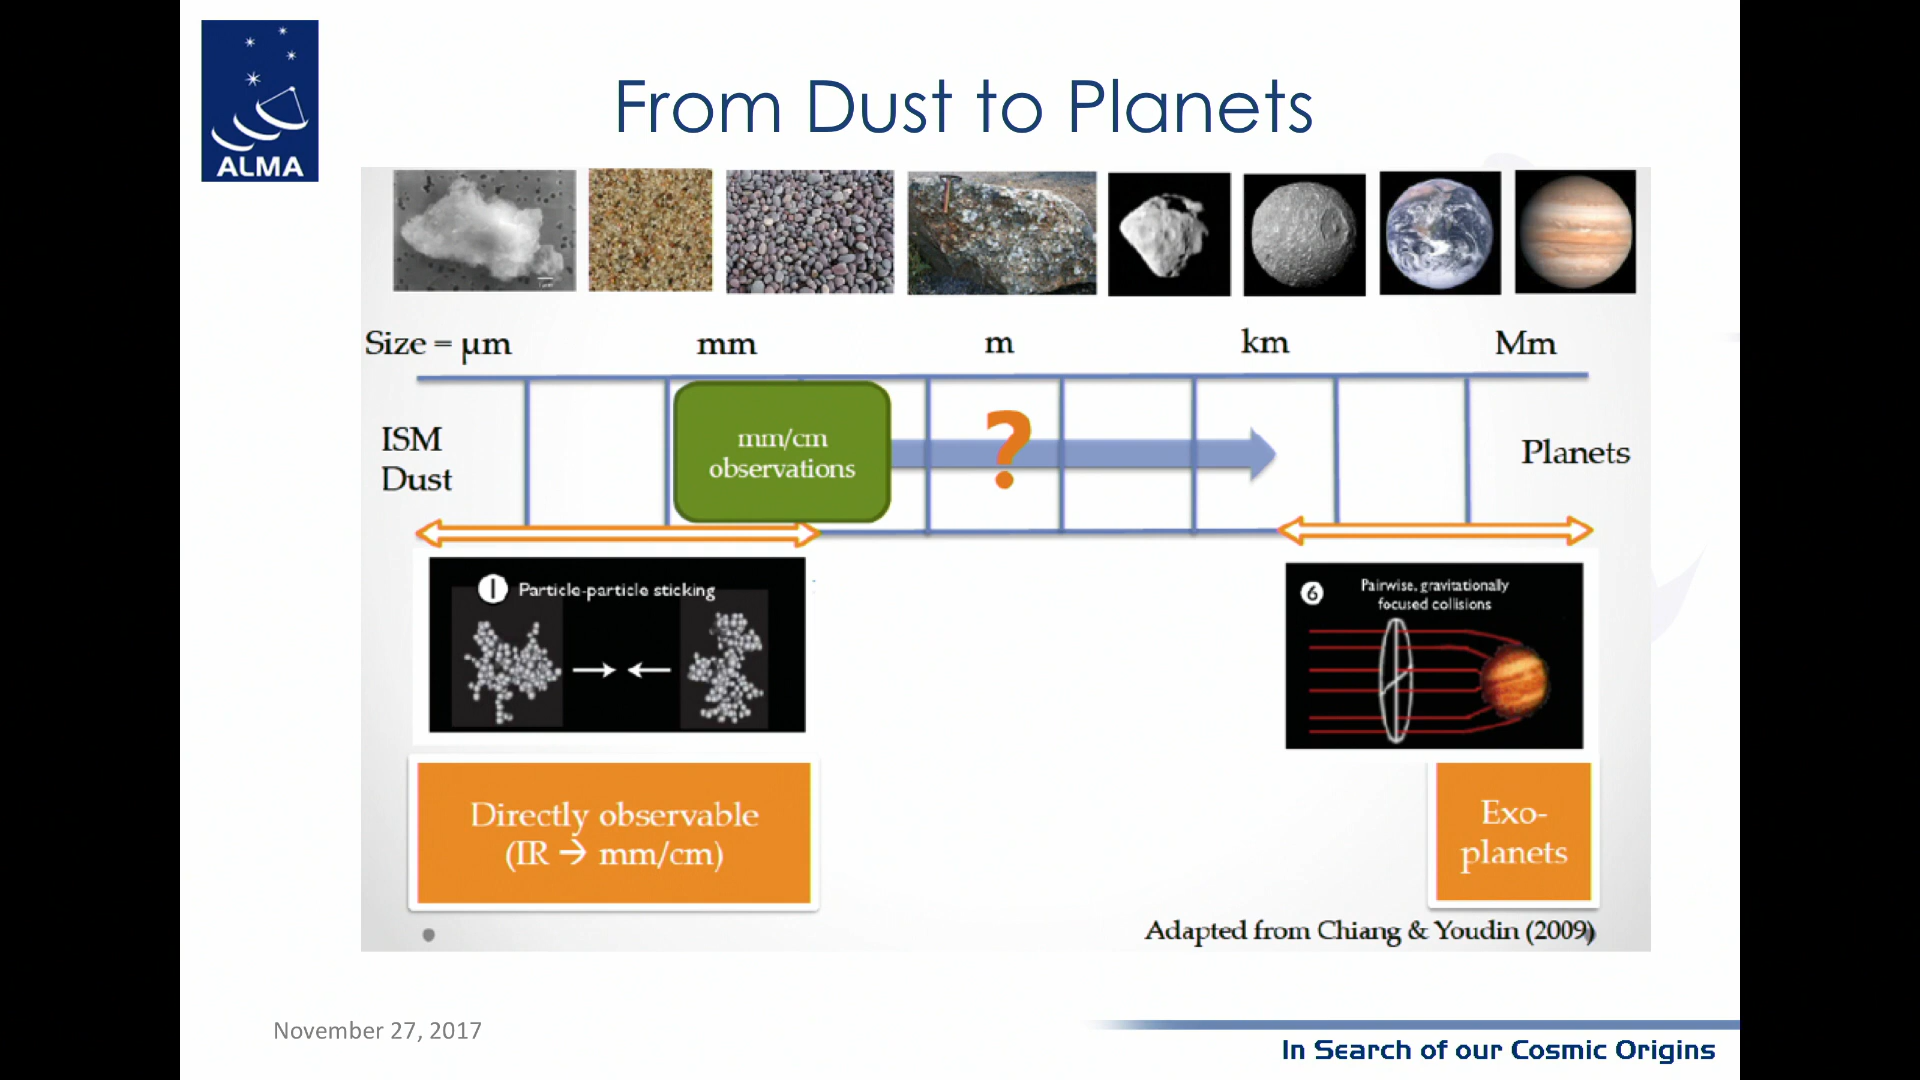 ALMA
From Dust to Planets
Size = µm mm m km Mm
ISM
Dust
mm/cm
observations
?
Planets
1 Particle-particle sticking
6 Pairwise, gravitationally
focused collisions
Directly observable
(IR → mm/cm)
Exo-
planets
Adapted from Chiang & Youdin (2009)
November 27, 2017
In Search of our Cosmic Origins